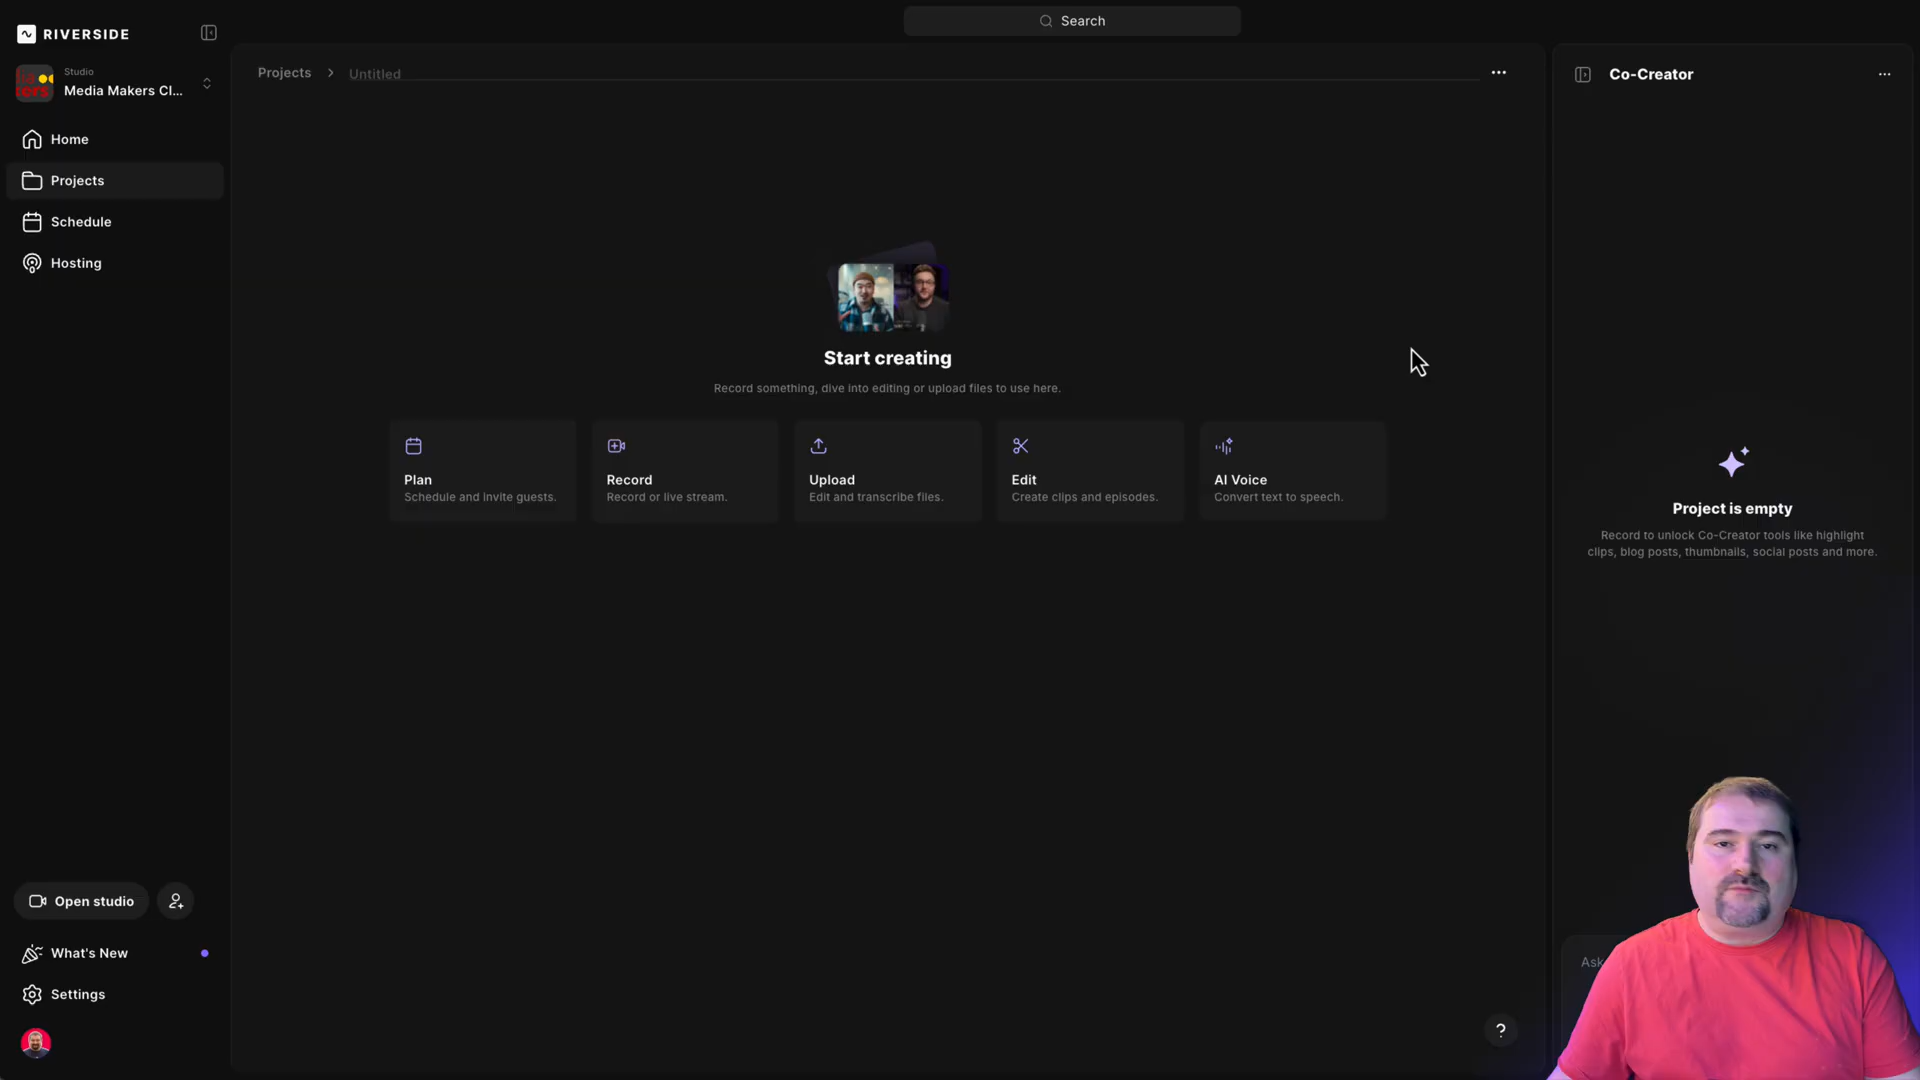 RIVERSIDE
Search
Studio
Media Makers Cl...
Home
Projects
Schedule
Hosting
Projects
Untitled
Start creating
Record something, dive into editing or upload files to use here.
Plan
Schedule and invite guests.
Record
Record or live stream.
Upload
Edit and transcribe files.
Edit
Create clips and episodes.
AI Voice
Convert text to speech.
Co-Creator
Project is empty
Record to unlock Co-Creator tools like highlight
clips, blog posts, thumbnails, social posts and more.
Ask
Open studio
What's New
Settings
?